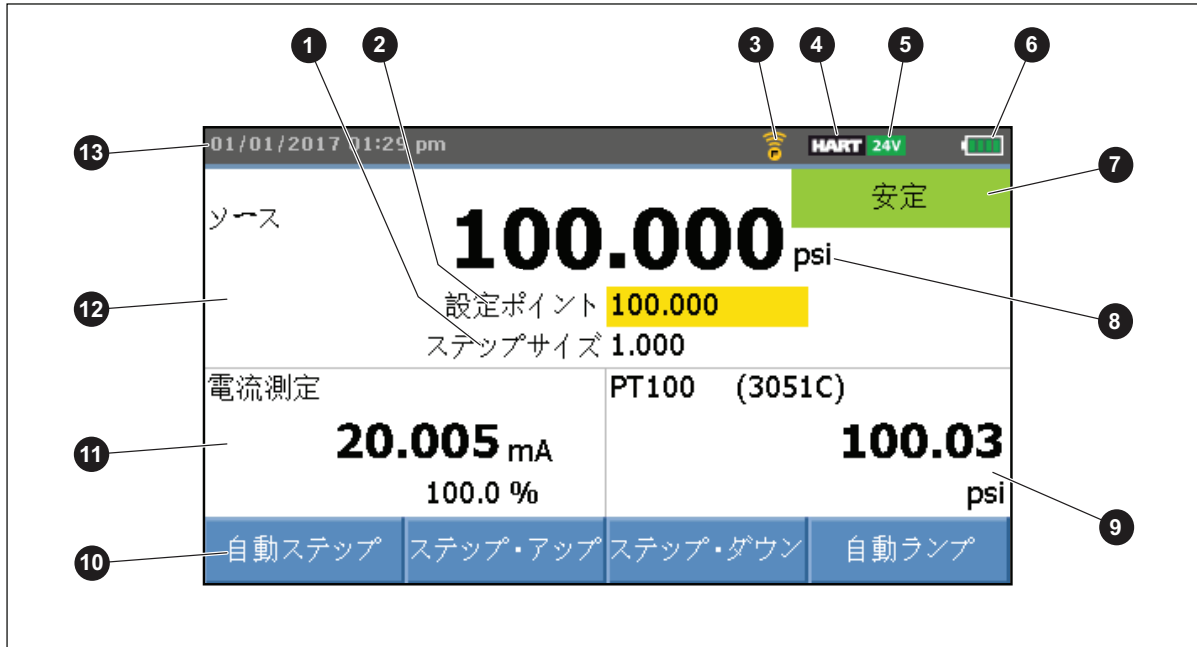 1 2 3 4 5 6
13 01/01/2017 01:29 pm HART 24V
安定 7
ソース
100.000 psi 8
設定ポイント 100.000
12
ステップサイズ 1.000
電流測定 PT100 (3051C)
11 20.005 mA 100.03
100.0 % psi 9
10 自動ステップ ステップ・アップ ステップ・ダウン 自動ランプ